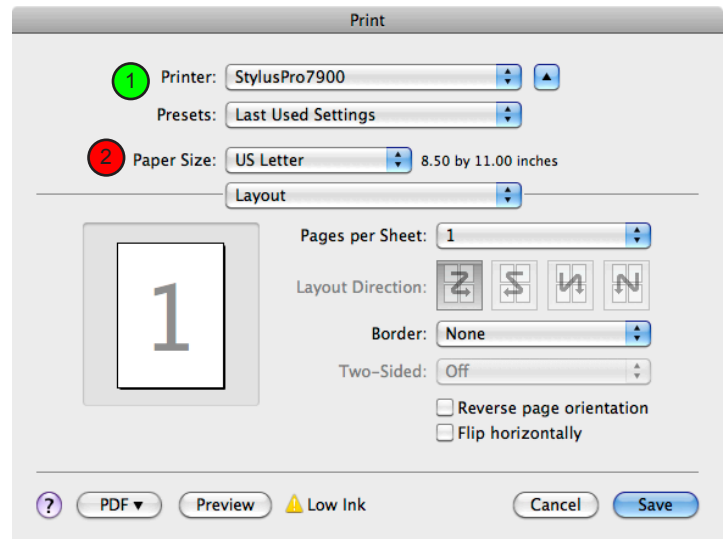 Print
1 Printer: StylusPro7900
Presets: Last Used Settings
2 Paper Size: US Letter 8.50 by 11.00 inches
Layout
Pages per Sheet: 1
Layout Direction:
Border: None
Two-Sided: Off
Reverse page orientation
Flip horizontally
1
? PDF▼ Preview Low Ink Cancel Save